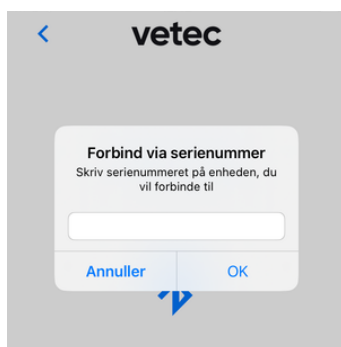 vetec
Forbind via serienummer
Skriv serienummeret på enheden, du
vil forbinde til
Annuller
OK